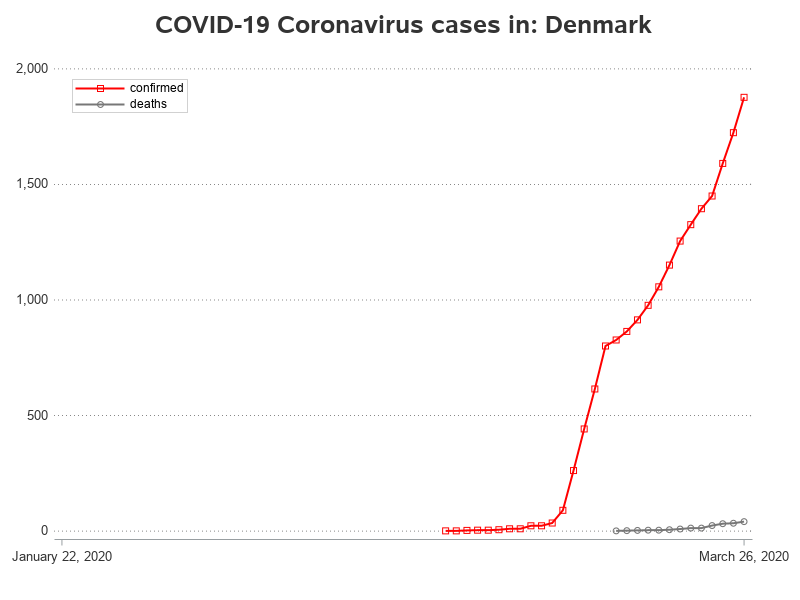 COVID-19 Coronavirus cases in: Denmark
2,000
confirmed
deaths
1,500
1,000
500
0
January 22, 2020
March 26, 2020